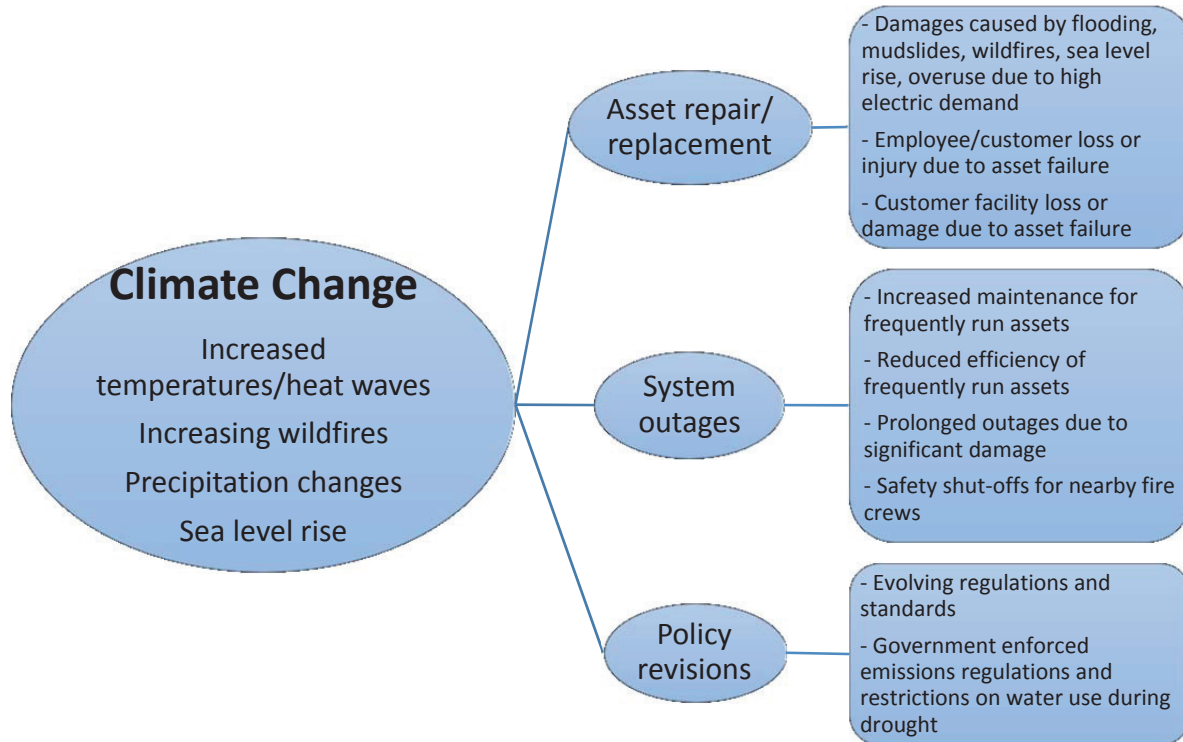 Climate Change
Increased
temperatures/heat waves
Increasing wildfires
Precipitation changes
Sea level rise
Asset repair/
replacement
- Damages caused by flooding,
mudslides, wildfires, sea level
rise, overuse due to high
electric demand
- Employee/customer loss or
injury due to asset failure
- Customer facility loss or
damage due to asset failure
System
outages
- Increased maintenance for
frequently run assets
- Reduced efficiency of
frequently run assets
- Prolonged outages due to
significant damage
- Safety shut-offs for nearby fire
crews
Policy
revisions
- Evolving regulations and
standards
- Government enforced
emissions regulations and
restrictions on water use during
drought